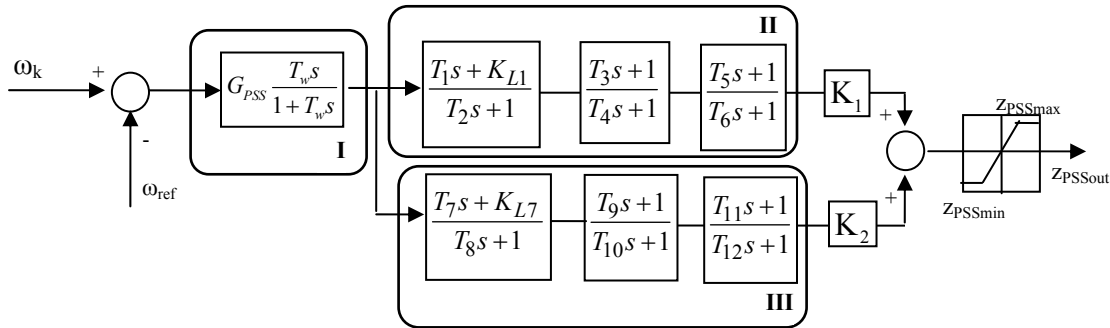 ω_k
+
-
ω_ref
G_PSS T_w s / 1 + T_w s
I
II
T_1 s + K_L1 / T_2 s + 1
T_3 s + 1 / T_4 s + 1
T_5 s + 1 / T_6 s + 1
K_1
+
T_7 s + K_L7 / T_8 s + 1
T_9 s + 1 / T_10 s + 1
T_11 s + 1 / T_12 s + 1
K_2
+
III
z_PSSmax
z_PSSout
z_PSSmin